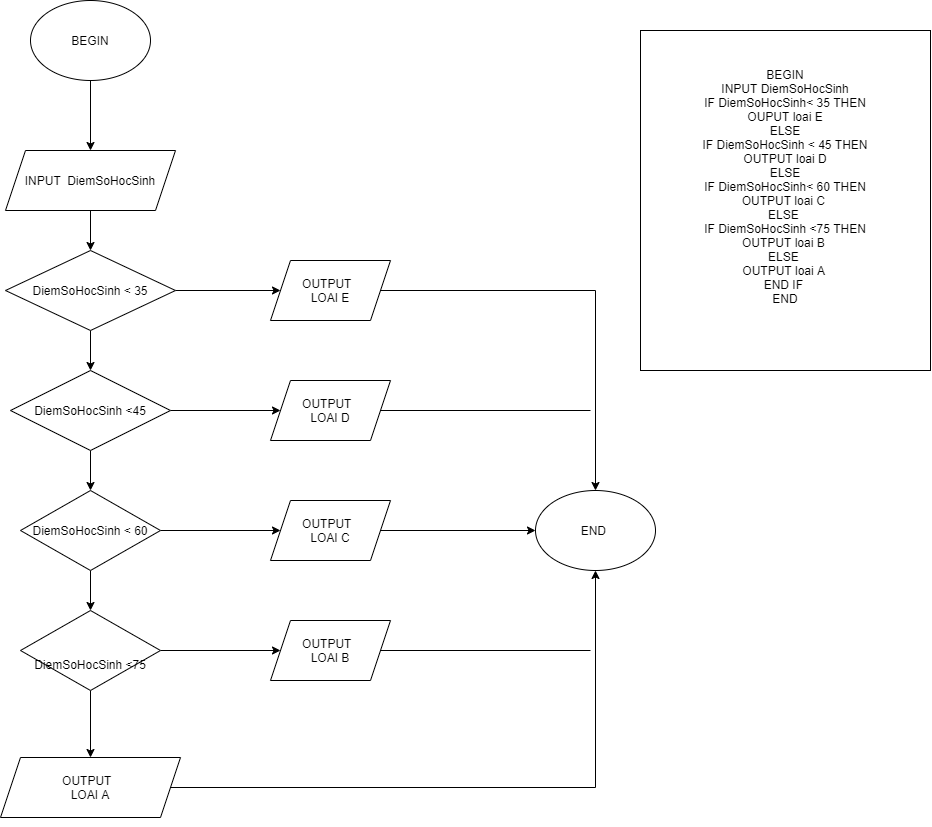 BEGIN
INPUT DiemSoHocSinh
DiemSoHocSinh < 35
OUTPUT
LOAI E
DiemSoHocSinh <45
OUTPUT
LOAI D
DiemSoHocSinh < 60
OUTPUT
LOAI C
END
DiemSoHocSinh <75
OUTPUT
LOAI B
OUTPUT
LOAI A
BEGIN
INPUT DiemSoHocSinh
IF DiemSoHocSinh< 35 THEN
OUPUT loai E
ELSE
IF DiemSoHocSinh < 45 THEN
OUTPUT loai D
ELSE
IF DiemSoHocSinh< 60 THEN
OUTPUT loai C
ELSE
IF DiemSoHocSinh <75 THEN
OUTPUT loai B
ELSE
OUTPUT loai A
END IF
END